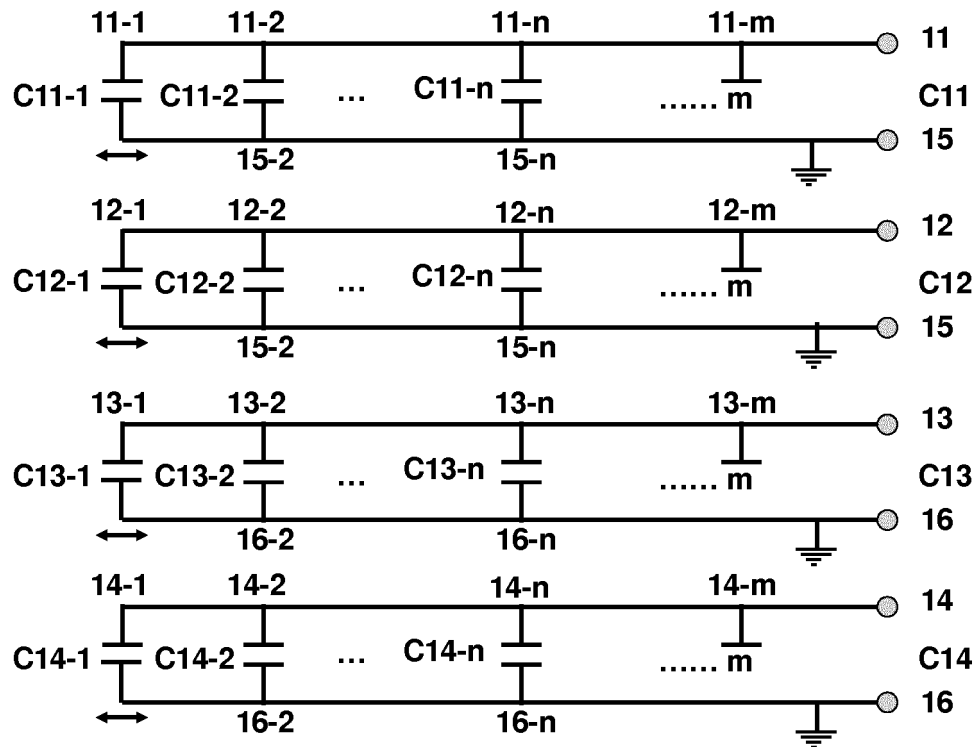 11-1 11-2 11-n 11-m 11
C11-1 C11-2 ... C11-n ...... m C11
15-2 15-n 15
12-1 12-2 12-n 12-m 12
C12-1 C12-2 ... C12-n ...... m C12
15-2 15-n 15
13-1 13-2 13-n 13-m 13
C13-1 C13-2 ... C13-n ...... m C13
16-2 16-n 16
14-1 14-2 14-n 14-m 14
C14-1 C14-2 ... C14-n ...... m C14
16-2 16-n 16